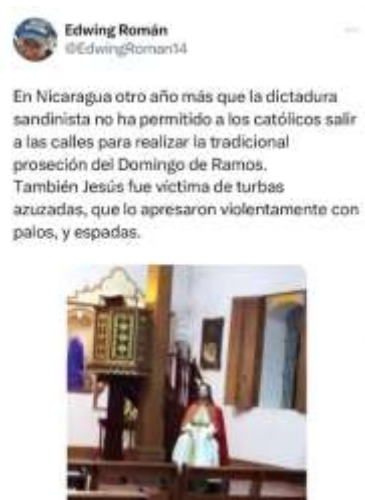 Edwing Román
@EdwingRoman14
En Nicaragua otro año más que la dictadura
sandinista no ha permitido a los católicos salir
a las calles para realizar la tradicional
proseción del Domingo de Ramos.
También Jesús fue víctima de turbas
azuzadas, que lo apresaron violentamente con
palos, y espadas.